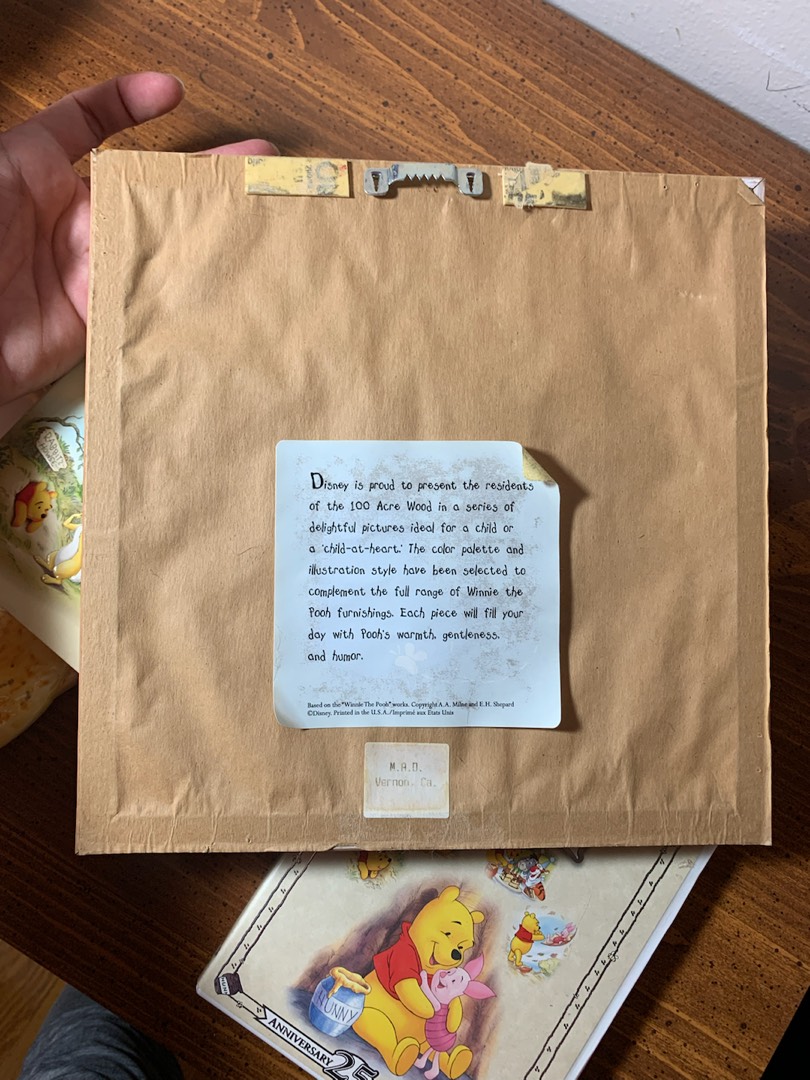 Disney is proud to present the residents
of the 100 Acre Wood in a series of
delightful pictures ideal for a child or
a 'child-at-heart.' The color palette and
illustration style have been selected to
complement the full range of Winnie the
Pooh furnishings. Each piece will fill your
day with Pooh's warmth, gentleness,
and humor.
Based on the "Winnie The Pooh" works. Copyright A.A. Milne and E.H. Shepard
©Disney. Printed in the U.S.A./Imprimé aux Etats Unis
M.A.D.
Vernon, Ca.
HUNNY
ANNIVERSARY 25